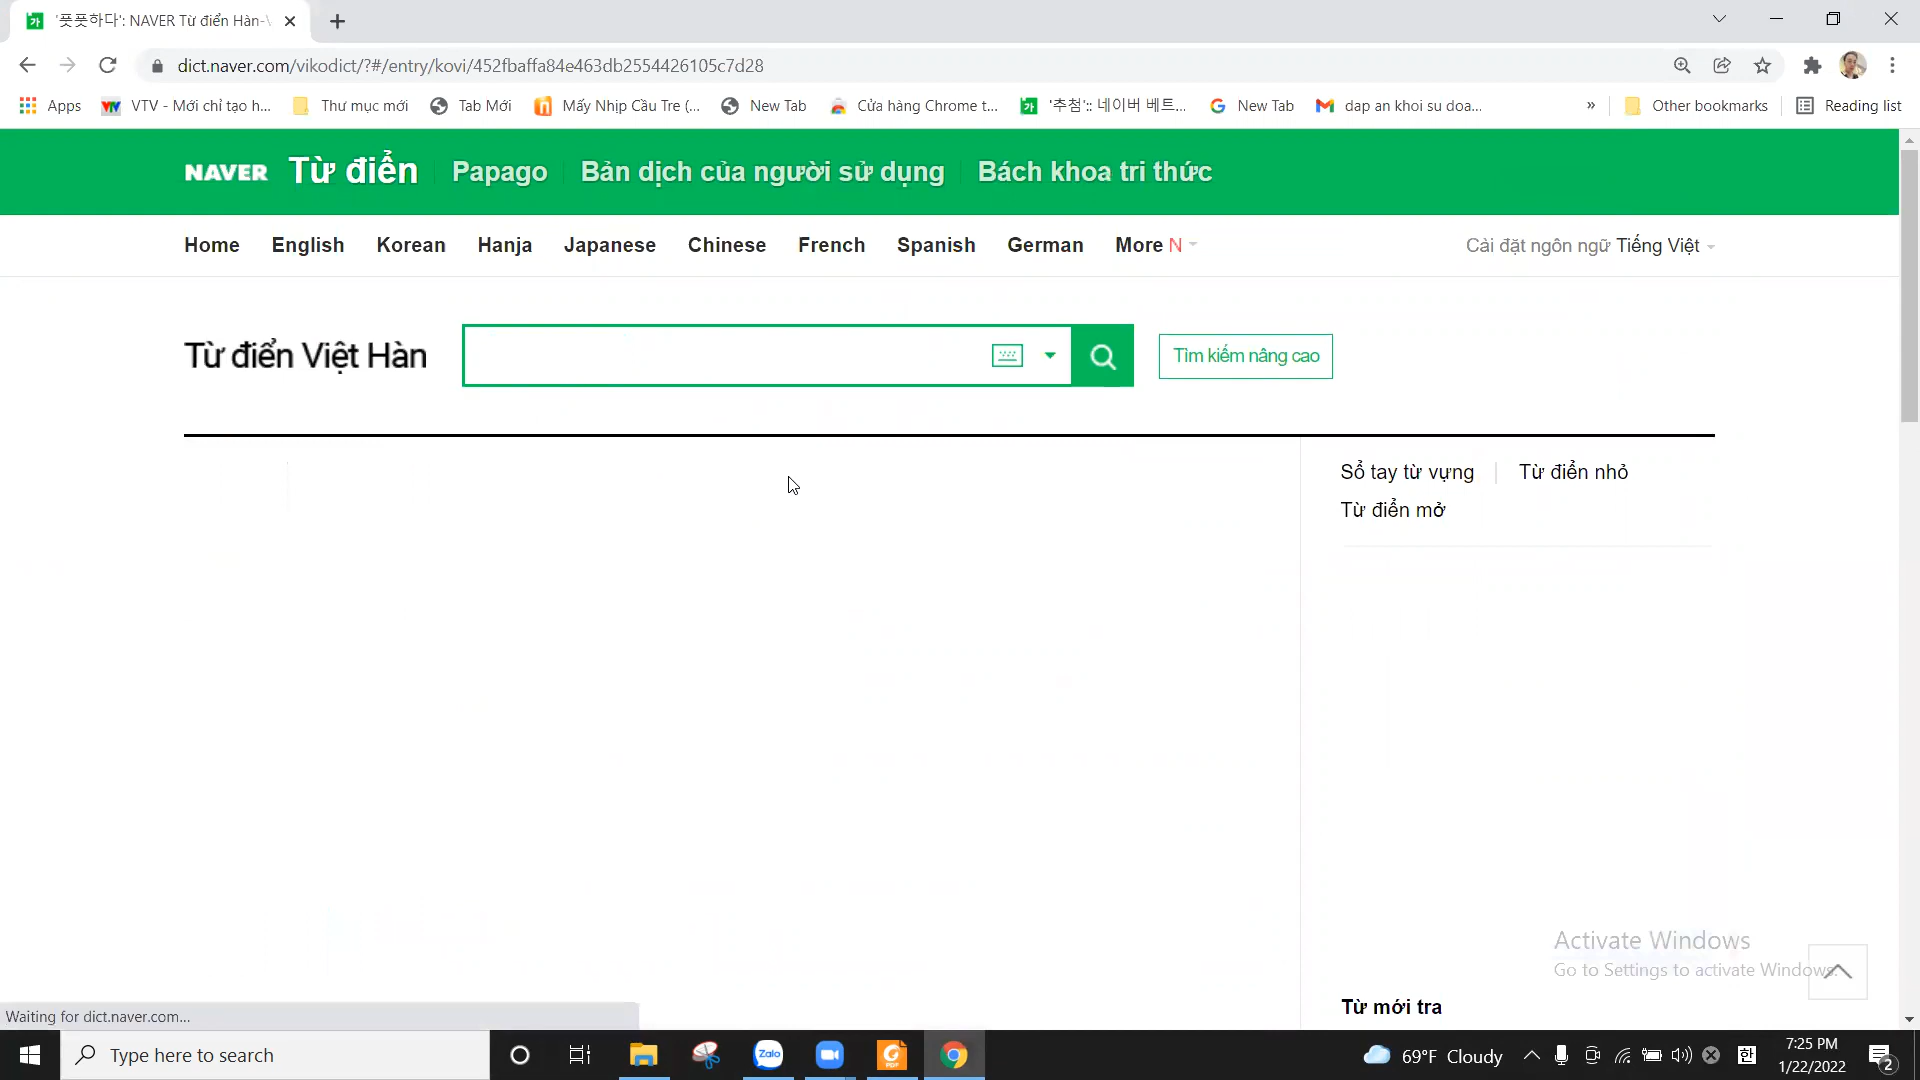 '풋풋하다': NAVER Từ điển Hàn-
dict.naver.com/vikodict/?#/entry/kovi/452fbaffa84e463db2554426105c7d28
Apps VTV - Mới chỉ tạo h... Thư mục mới Tab Mới Mấy Nhịp Cầu Tre (... New Tab Cửa hàng Chrome t... '추첨':: 네이버 베트... New Tab dap an khoi su doa... » Other bookmarks Reading list
NAVER Từ điển Papago Bản dịch của người sử dụng Bách khoa tri thức
Home English Korean Hanja Japanese Chinese French Spanish German More N Cài đặt ngôn ngữ Tiếng Việt
Từ điển Việt Hàn Tìm kiếm nâng cao
Sổ tay từ vựng Từ điển nhỏ
Từ điển mở
Activate Windows
Go to Settings to activate Windows.
Từ mới tra
Waiting for dict.naver.com...
Type here to search Zalo PDF 69°F Cloudy 한 7:25 PM
1/22/2022 2